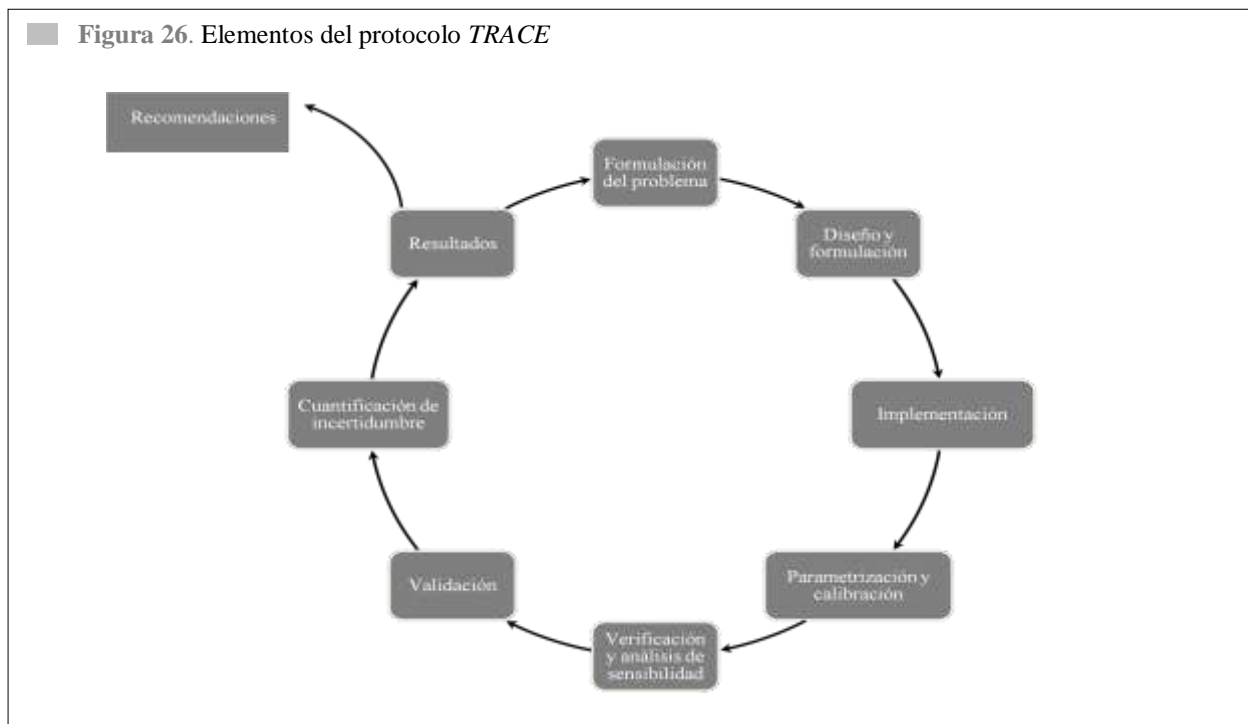 Figura 26. Elementos del protocolo TRACE
Recomendaciones
Formulación
del problema
Diseño y
formulación
Implementación
Parametrización y
calibración
Verificación
y análisis de
sensibilidad
Validación
Cuantificación de
incertidumbre
Resultados